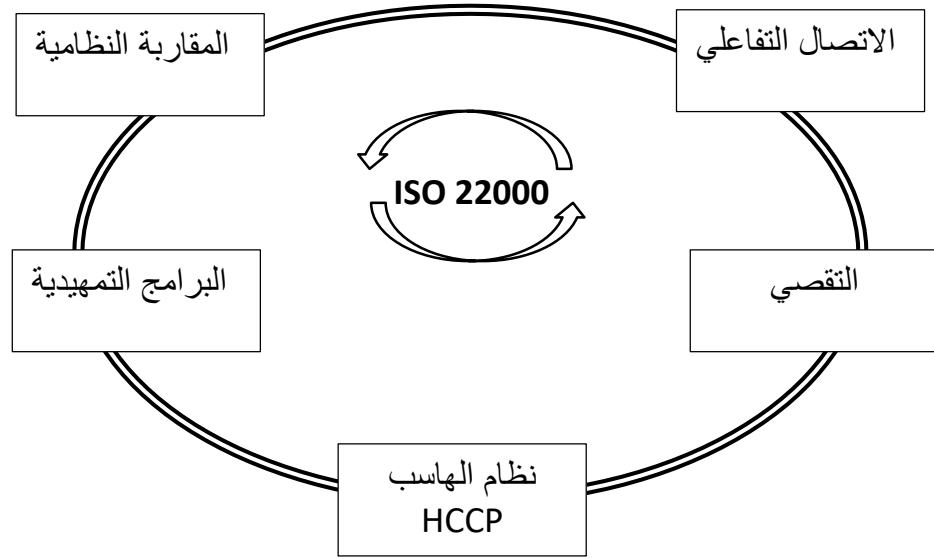 الاتصال التفاعلي
المقاربة النظامية
ISO 22000
التقصي
البرامج التمهيدية
نظام الهاسب
HCCP